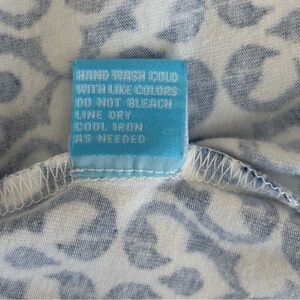 HAND WASH COLD
WITH LIKE COLORS
DO NOT BLEACH
LINE DRY
COOL IRON
AS NEEDED